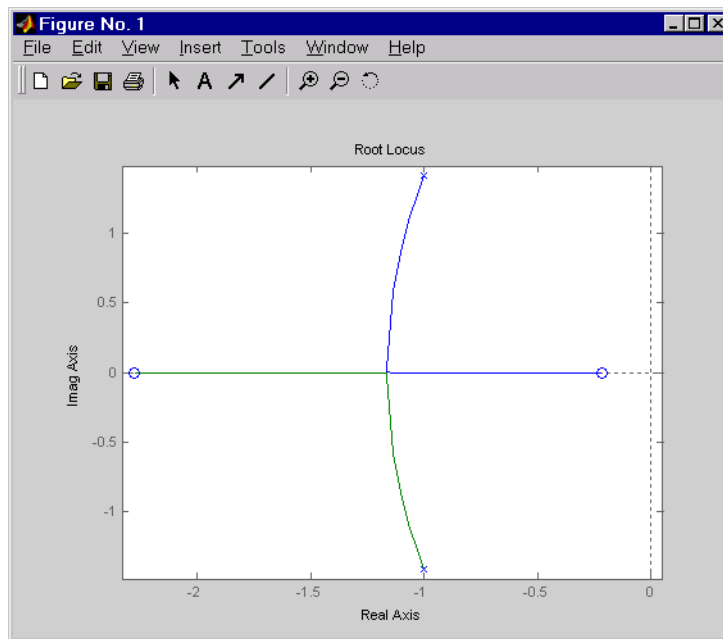 Figure No. 1
File Edit View Insert Tools Window Help
A
Root Locus
1
0.5
0
-0.5
-1
Imag Axis
-2 -1.5 -1 -0.5 0
Real Axis